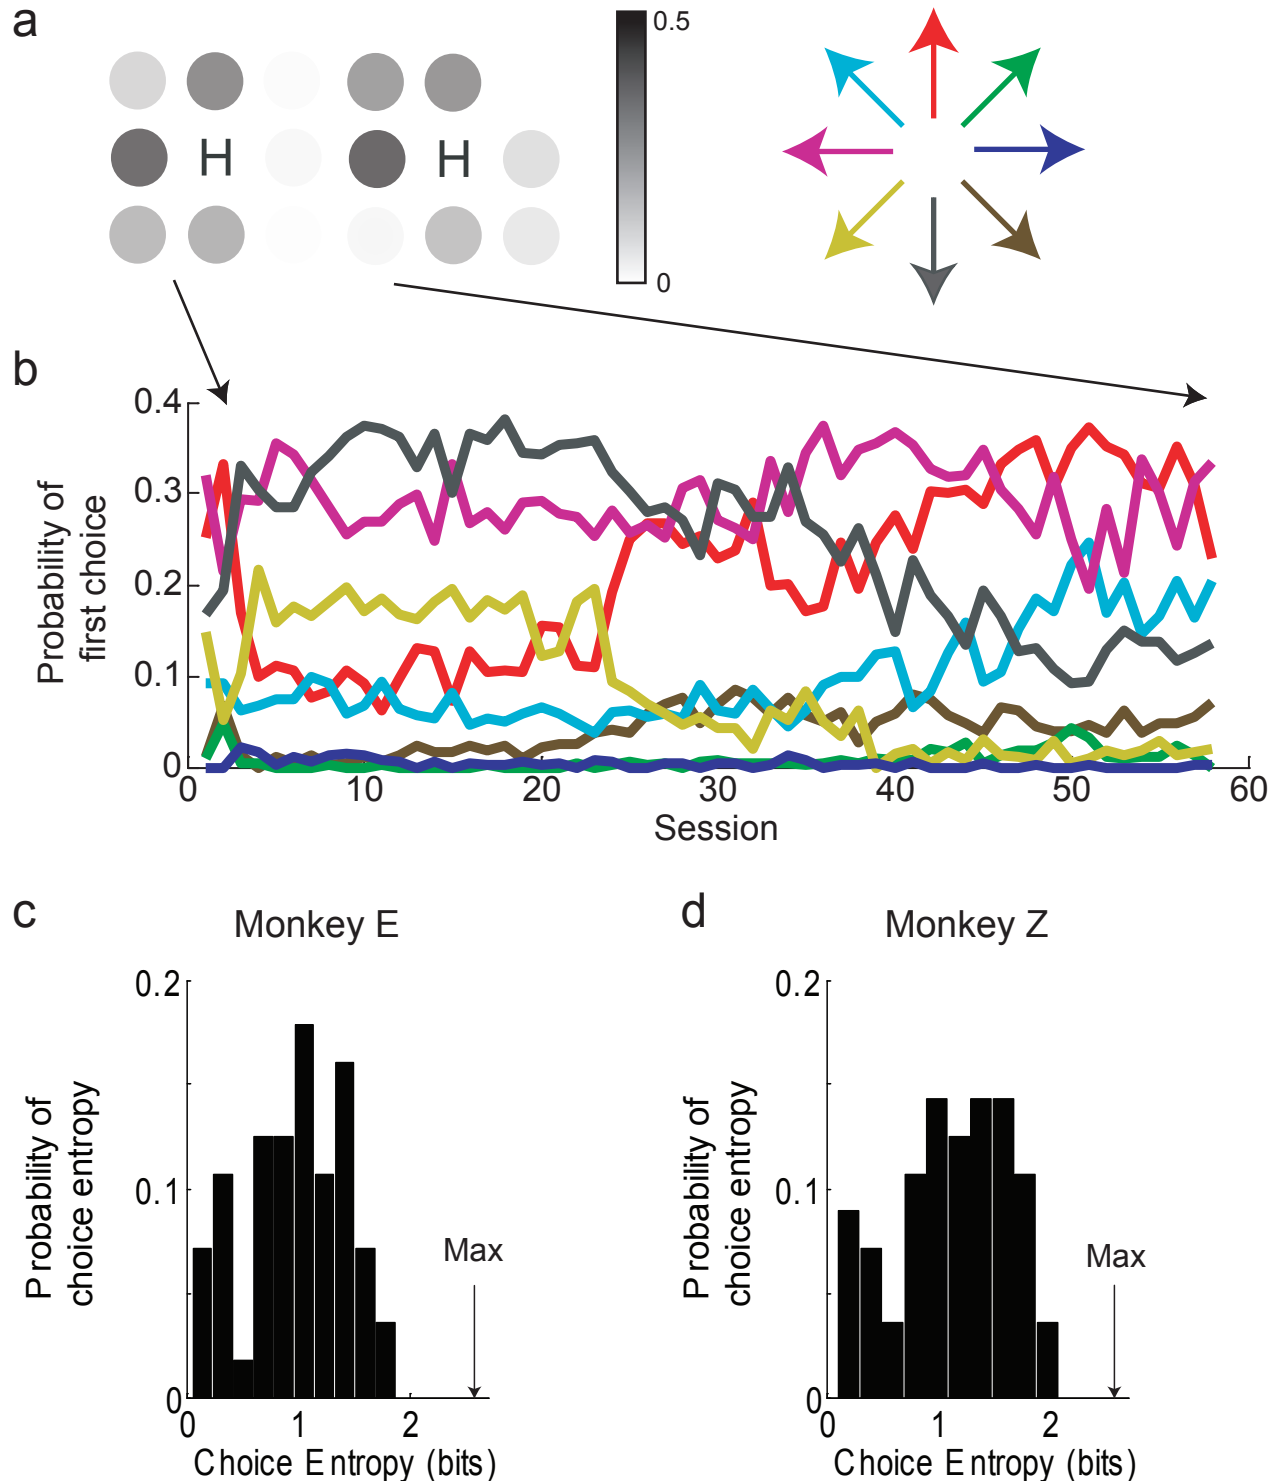 a
0.5
H
H
0
b
0.4
0.3
0.2
0.1
0
Probability of
first choice
0
10
20
30
40
50
60
Session
c
Monkey E
0.2
0.1
0
Probability of
choice entropy
Max
0
1
2
Choice Entropy (bits)
d
Monkey Z
0.2
0.1
0
Probability of
choice entropy
Max
0
1
2
Choice Entropy (bits)